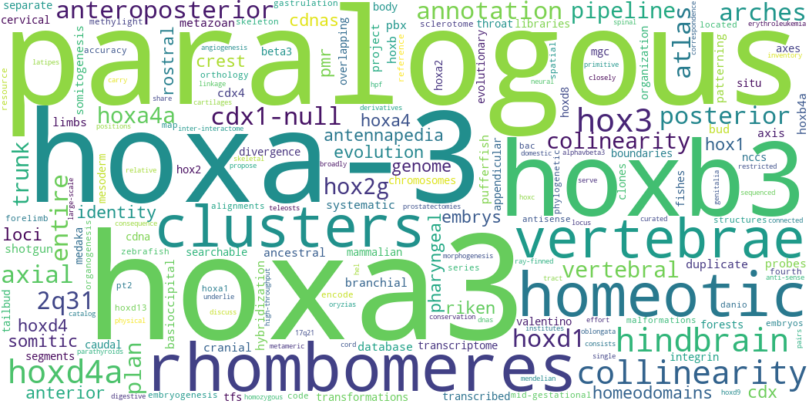 separate methylight gastrulation body cdnas annotation pipeline arches
cervical anteroposterior skeleton throat libraries located spinal erythroleukemia
accuracy metazoan pbx atlas correspondence
paralogous
latipes resource somitogenesis rostral crest beta3 pmr overlapping project hoxb reference evolutionary mgc organization spatial patterning axes primitive inventory
angiogenesis orthology linkage cdx4 hoxa2 hpf carry situ neural closely hoxb4a
share cartilages cdx1-null hoxa4 hox3 hoxd8 posterior
hoxa-3
hoxa4a derivatives antennapedia colinearity bud hox1 axis
limbs positions map inter-interactome evolution genome bac domestic alphavbeta3 boundaries nccs
trunk mesoderm hox2 divergence chromosomes pufferfish appendicular phylogenetic restricted
relative skeletal propose broadly hox2g hoxb3 serve clones fishes genitalia sequenced
large-scale alignments systematic prostatectomies hoxc
entire identity teleosts embrys antisense locus curated structures connected
forelimb consequence clusters pharyngeal vertebrae
loci medaka organogenesis cdna searchable ancestral mammalian morphogenesis ray-finned duplicate probes
shotgun zebrafish hoxa3 branchial series tract vertebral fourth anti-sense
axial pt2 basioccipital hybridization hoxa1 underlie high-throughput hwi encode conservation dnas riken danio
2q31 hoxd13 catalog physical discuss oryzias homeotic
tailbud hoxd4 plan 17q21 transcriptome valentino effort forests embryos
somitic caudal cranial metameric cord database institutes oblongata malformations hindbrain pairs
segments parathyroids hoxd1 consists single integrin
hoxd4a rhombomeres collinearity
anterior digestive embryogenesis tfs homozygous code transformations transcribed mid-gestational homeodomains mendelian hoxd9 cdx